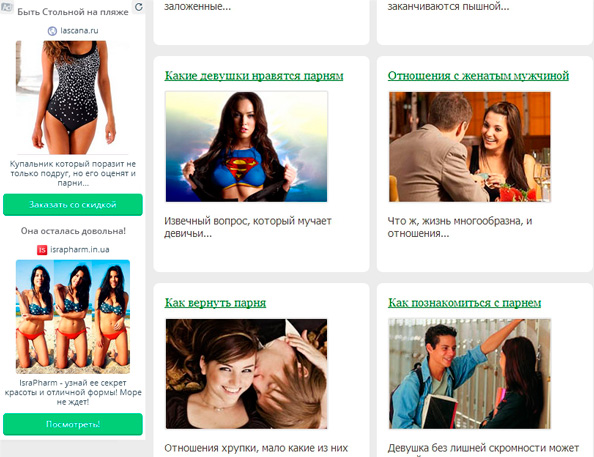 Быть Стольной на пляже
lascana.ru
Купальник который поразит не
только подруг, но его оценят и
парни...
Заказать со скидкой
Она осталась довольна!
IS israpharm.in.ua
IsraPharm - узнай ее секрет
красоты и отличной формы! Море
не ждет!
Посмотреть!
заложенные...
заканчиваются пышной...
Какие девушки нравятся парням
Извечный вопрос, который мучает
девичьи...
Отношения с женатым мужчиной
Что ж, жизнь многообразна, и
отношения...
Как вернуть парня
Отношения хрупки, мало какие из них
Как познакомиться с парнем
Девушка без лишней скромности может